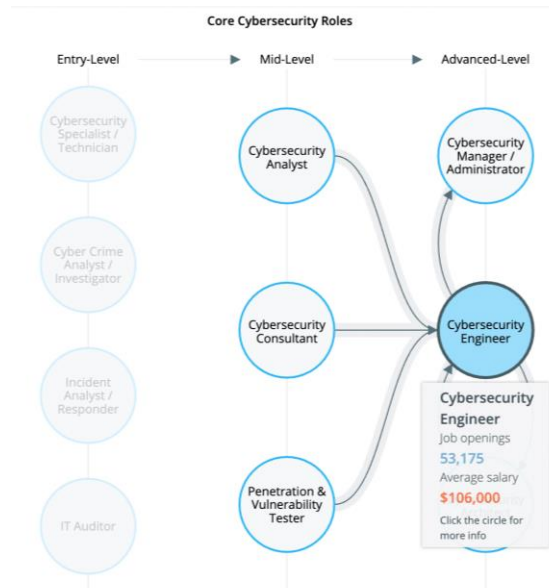 Core Cybersecurity Roles
Entry-Level
Mid-Level
Advanced-Level
Cybersecurity
Specialist /
Technician
Cyber Crime
Analyst /
Investigator
Incident
Analyst /
Responder
IT Auditor
Cybersecurity
Analyst
Cybersecurity
Consultant
Penetration &
Vulnerability
Tester
Cybersecurity
Manager /
Administrator
Cybersecurity
Engineer
Cybersecurity
Engineer
Job openings
53,175
Average salary
$106,000
Click the circle for
more info